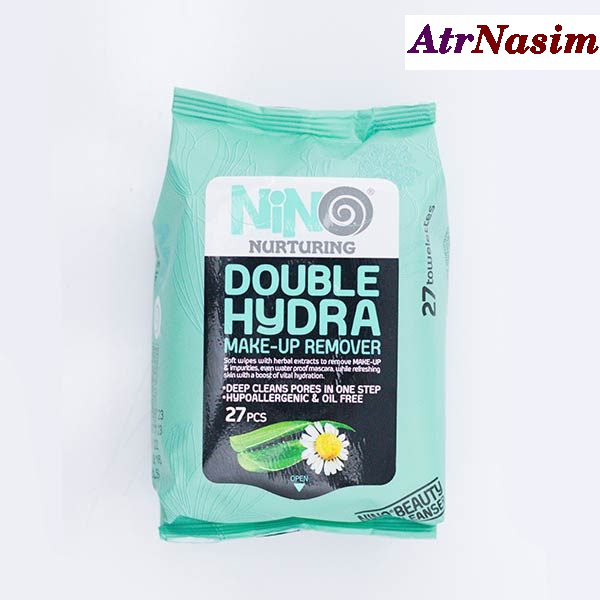 AtrNasim
NiNO®
NURTURING
DOUBLE
HYDRA
MAKE-UP REMOVER
Soft wipes with herbal extracts to remove MAKE-UP
& impurities, even water proof mascara, while refreshing
skin with a boost of vital hydration.
•DEEP CLEANS PORES IN ONE STEP
•HYPOALLERGENIC & OIL FREE
27 PCS
OPEN
27 towelettes
NINO® BEAUTY